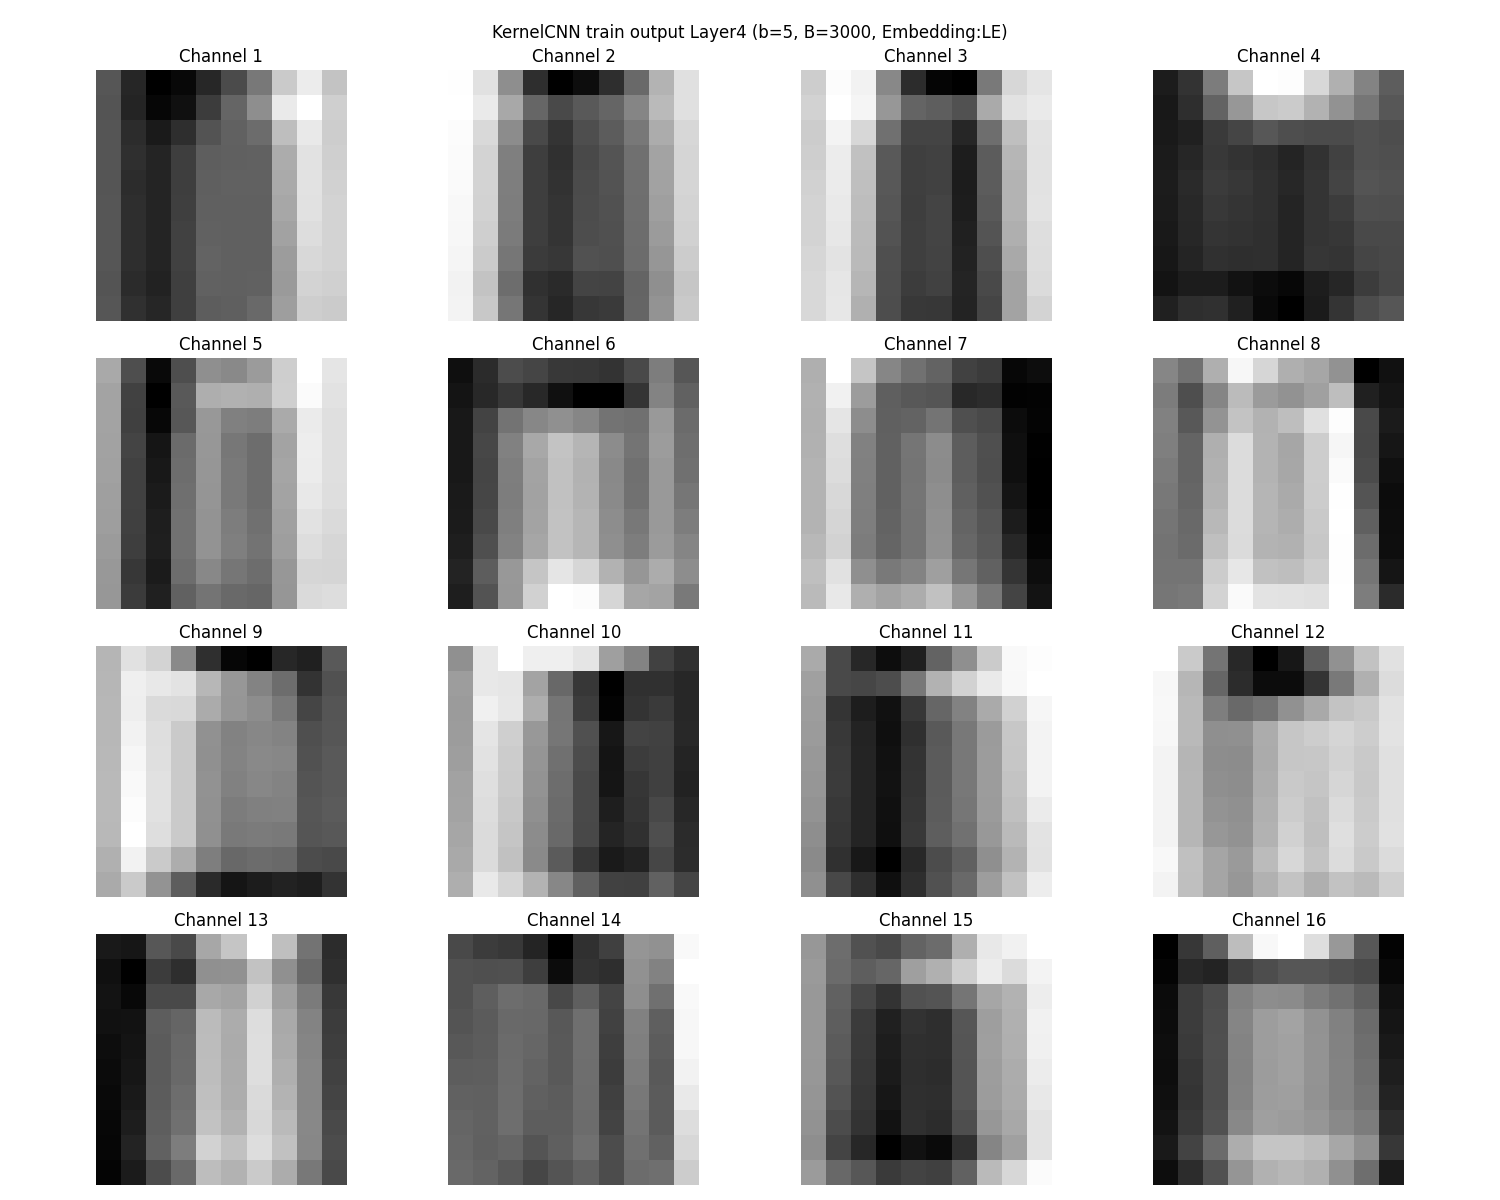 KernelCNN train output Layer4 (b=5, B=3000, Embedding:LE)
Channel 1
Channel 2
Channel 3
Channel 4
Channel 5
Channel 6
Channel 7
Channel 8
Channel 9
Channel 10
Channel 11
Channel 12
Channel 13
Channel 14
Channel 15
Channel 16